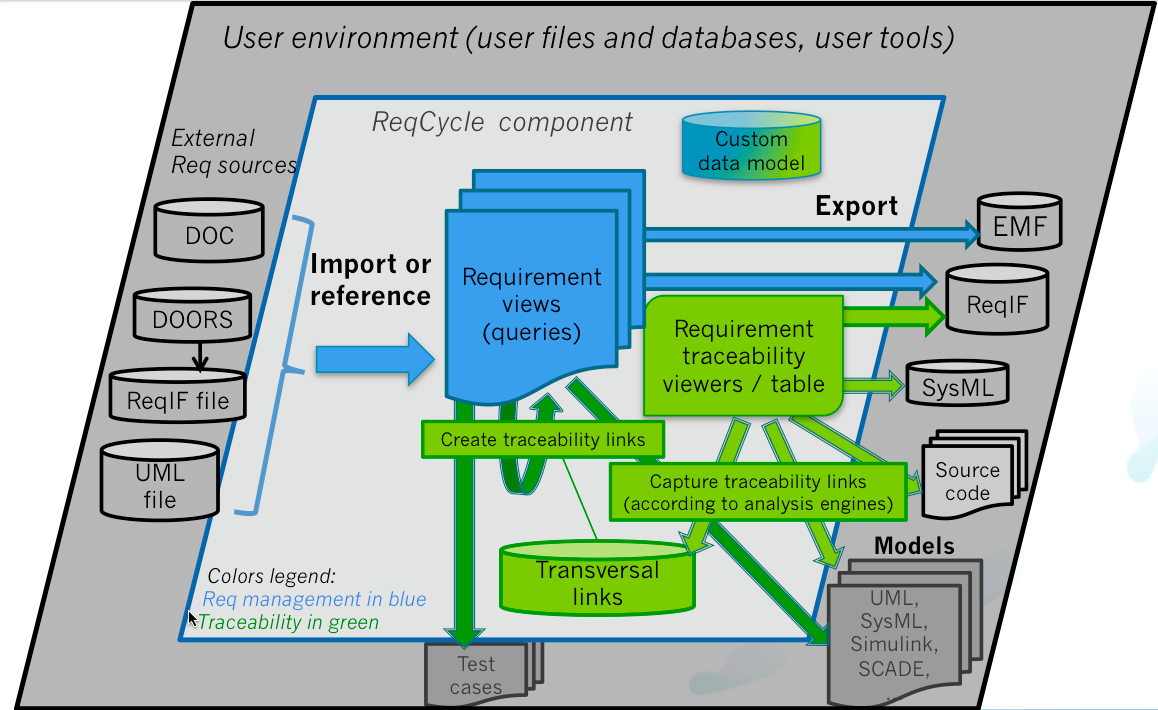 User environment (user files and databases, user tools)
ReqCycle component
Custom
data model
External
Req sources
DOC
DOORS
ReqIF file
UML
file
Import or
reference
Requirement
views
(queries)
Export
EMF
ReqIF
Requirement
traceability
viewers / table
SysML
Create traceability links
Capture traceability links
(according to analysis engines)
Source
code
Transversal
links
Models
UML,
SysML,
Simulink,
SCADE,
..
Colors legend:
Req management in blue
Traceability in green
Test
cases